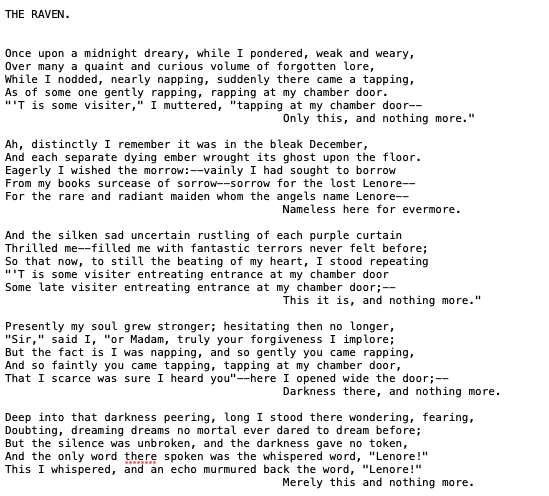 THE RAVEN.
Once upon a midnight dreary, while I pondered, weak and weary,
Over many a quaint and curious volume of forgotten lore,
While I nodded, nearly napping, suddenly there came a tapping,
As of some one gently rapping, rapping at my chamber door.
"'T is some visiter," I muttered, "tapping at my chamber door--
Only this, and nothing more."
Ah, distinctly I remember it was in the bleak December,
And each separate dying ember wrought its ghost upon the floor.
Eagerly I wished the morrow:--vainly I had sought to borrow
From my books surcease of sorrow--sorrow for the lost Lenore--
For the rare and radiant maiden whom the angels name Lenore--
Nameless here for evermore.
And the silken sad uncertain rustling of each purple curtain
Thrilled me--filled me with fantastic terrors never felt before;
So that now, to still the beating of my heart, I stood repeating
"'T is some visiter entreating entrance at my chamber door
Some late visiter entreating entrance at my chamber door;--
This it is, and nothing more."
Presently my soul grew stronger; hesitating then no longer,
"Sir," said I, "or Madam, truly your forgiveness I implore;
But the fact is I was napping, and so gently you came rapping,
And so faintly you came tapping, tapping at my chamber door,
That I scarce was sure I heard you"--here I opened wide the door;--
Darkness there, and nothing more.
Deep into that darkness peering, long I stood there wondering, fearing,
Doubting, dreaming dreams no mortal ever dared to dream before;
But the silence was unbroken, and the darkness gave no token,
And the only word there spoken was the whispered word, "Lenore!"
This I whispered, and an echo murmured back the word, "Lenore!"
Merely this and nothing more.